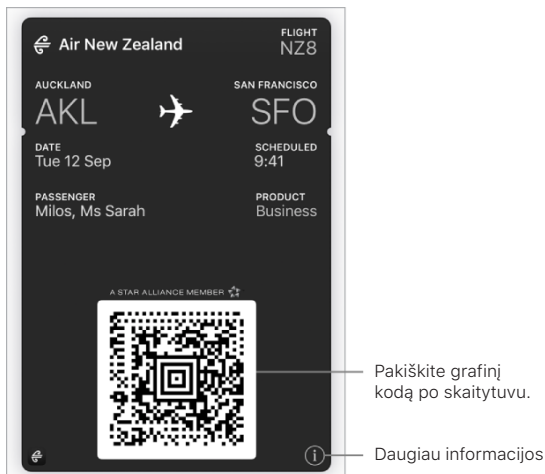 Air New Zealand
FLIGHT
NZ8
AUCKLAND
SAN FRANCISCO
AKL
SFO
DATE
SCHEDULED
Tue 12 Sep
9:41
PASSENGER
PRODUCT
Milos, Ms Sarah
Business
A STAR ALLIANCE MEMBER
Pakiškite grafinį
kodą po skaitytuvu.
Daugiau informacijos